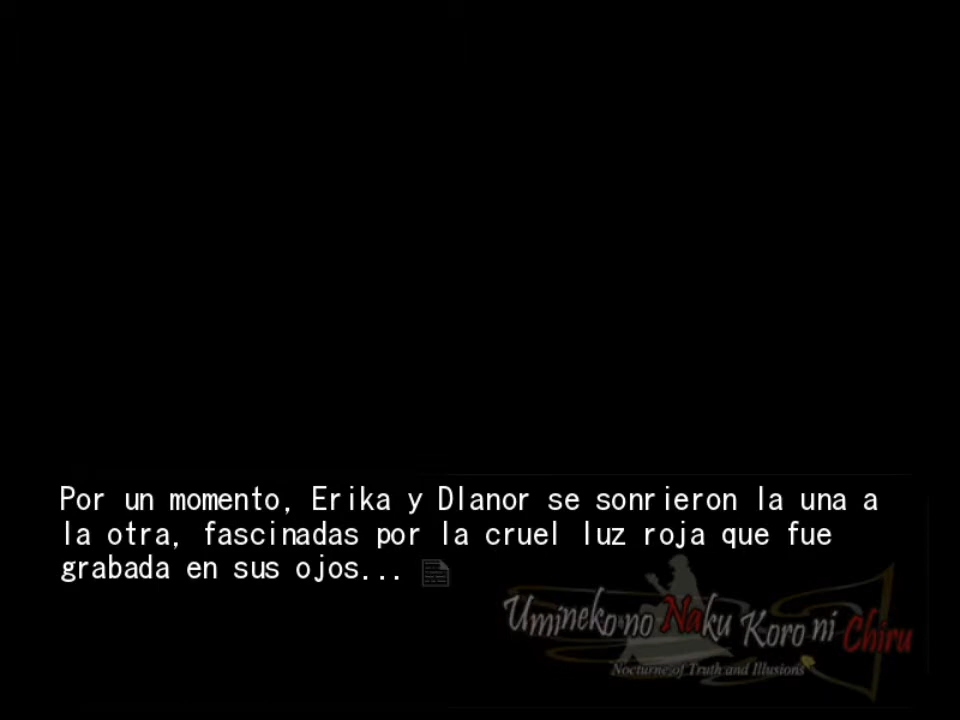 Por un momento, Erika y Dlanor se sonrieron la una a
la otra, fascinadas por la cruel luz roja que fue
grabada en sus ojos...
Umineko no Naku Koro ni Chiru
Nocturne of Truth and Illusions